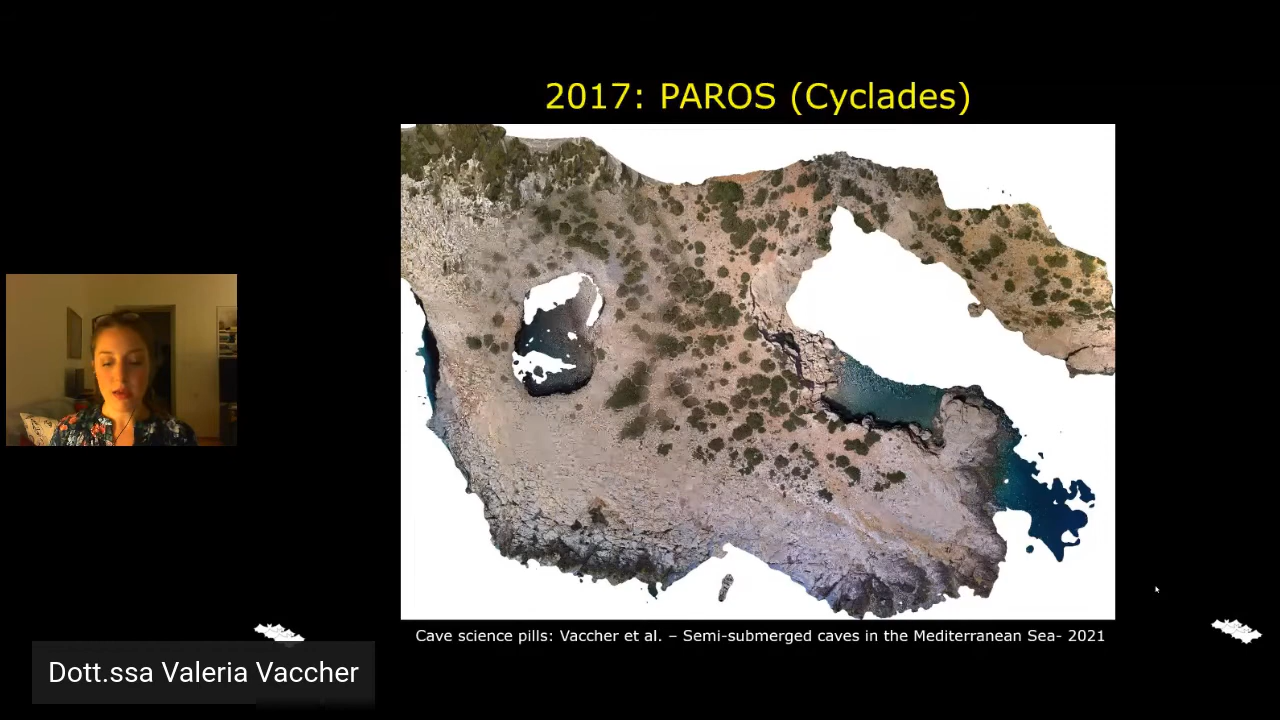 2017: PAROS (Cyclades)
Cave science pills: Vaccher et al. – Semi-submerged caves in the Mediterranean Sea- 2021
Dott.ssa Valeria Vaccher